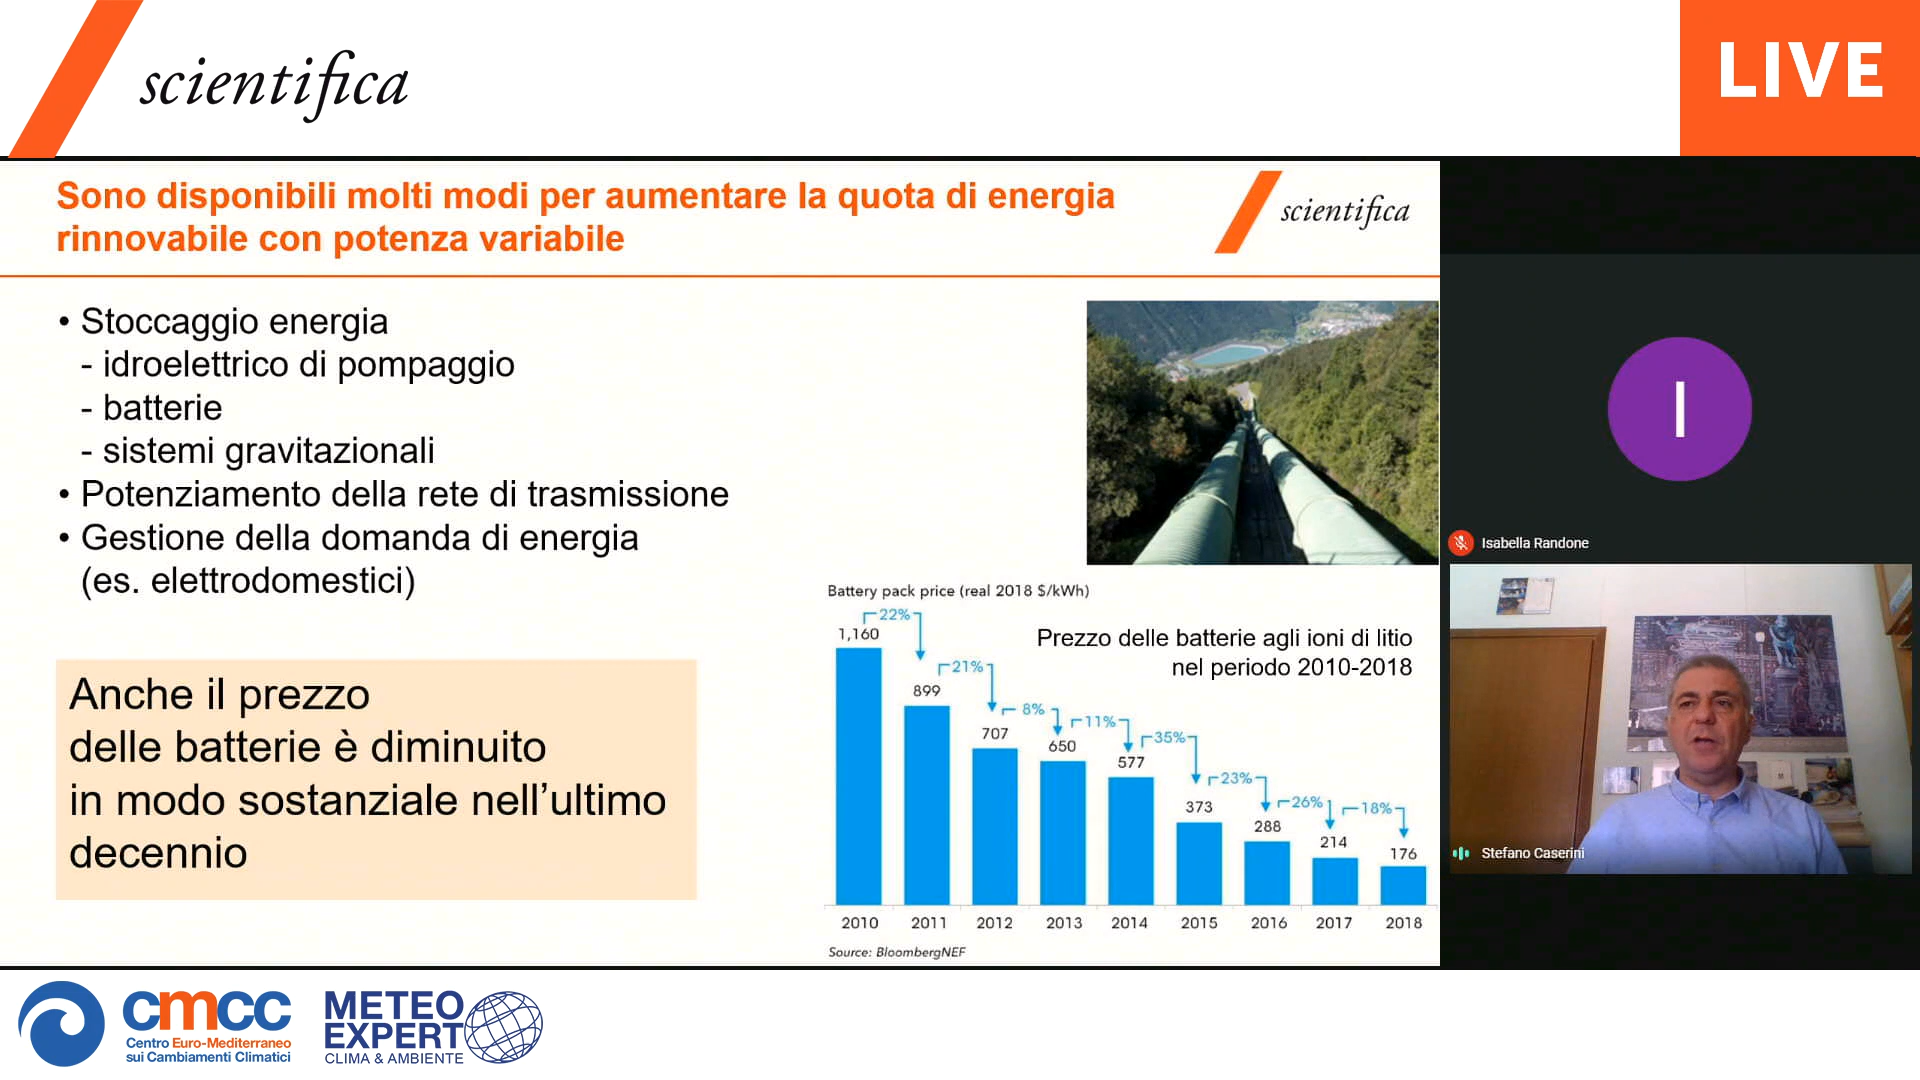 scientifica
LIVE
Sono disponibili molti modi per aumentare la quota di energia
rinnovabile con potenza variabile
scientifica
• Stoccaggio energia
- idroelettrico di pompaggio
- batterie
- sistemi gravitazionali
• Potenziamento della rete di trasmissione
• Gestione della domanda di energia
(es. elettrodomestici)
Anche il prezzo
delle batterie è diminuito
in modo sostanziale nell’ultimo
decennio
Battery pack price (real 2018 $/kWh)
Prezzo delle batterie agli ioni di litio
nel periodo 2010-2018
22%
21%
8%
11%
35%
23%
26%
18%
1,160
899
707
650
577
373
288
214
176
2010 2011 2012 2013 2014 2015 2016 2017 2018
Source: BloombergNEF
I
Isabella Randone
Stefano Caserini
cmcc
Centro Euro-Mediterraneo
sui Cambiamenti Climatici
METEO
EXPERT
CLIMA & AMBIENTE